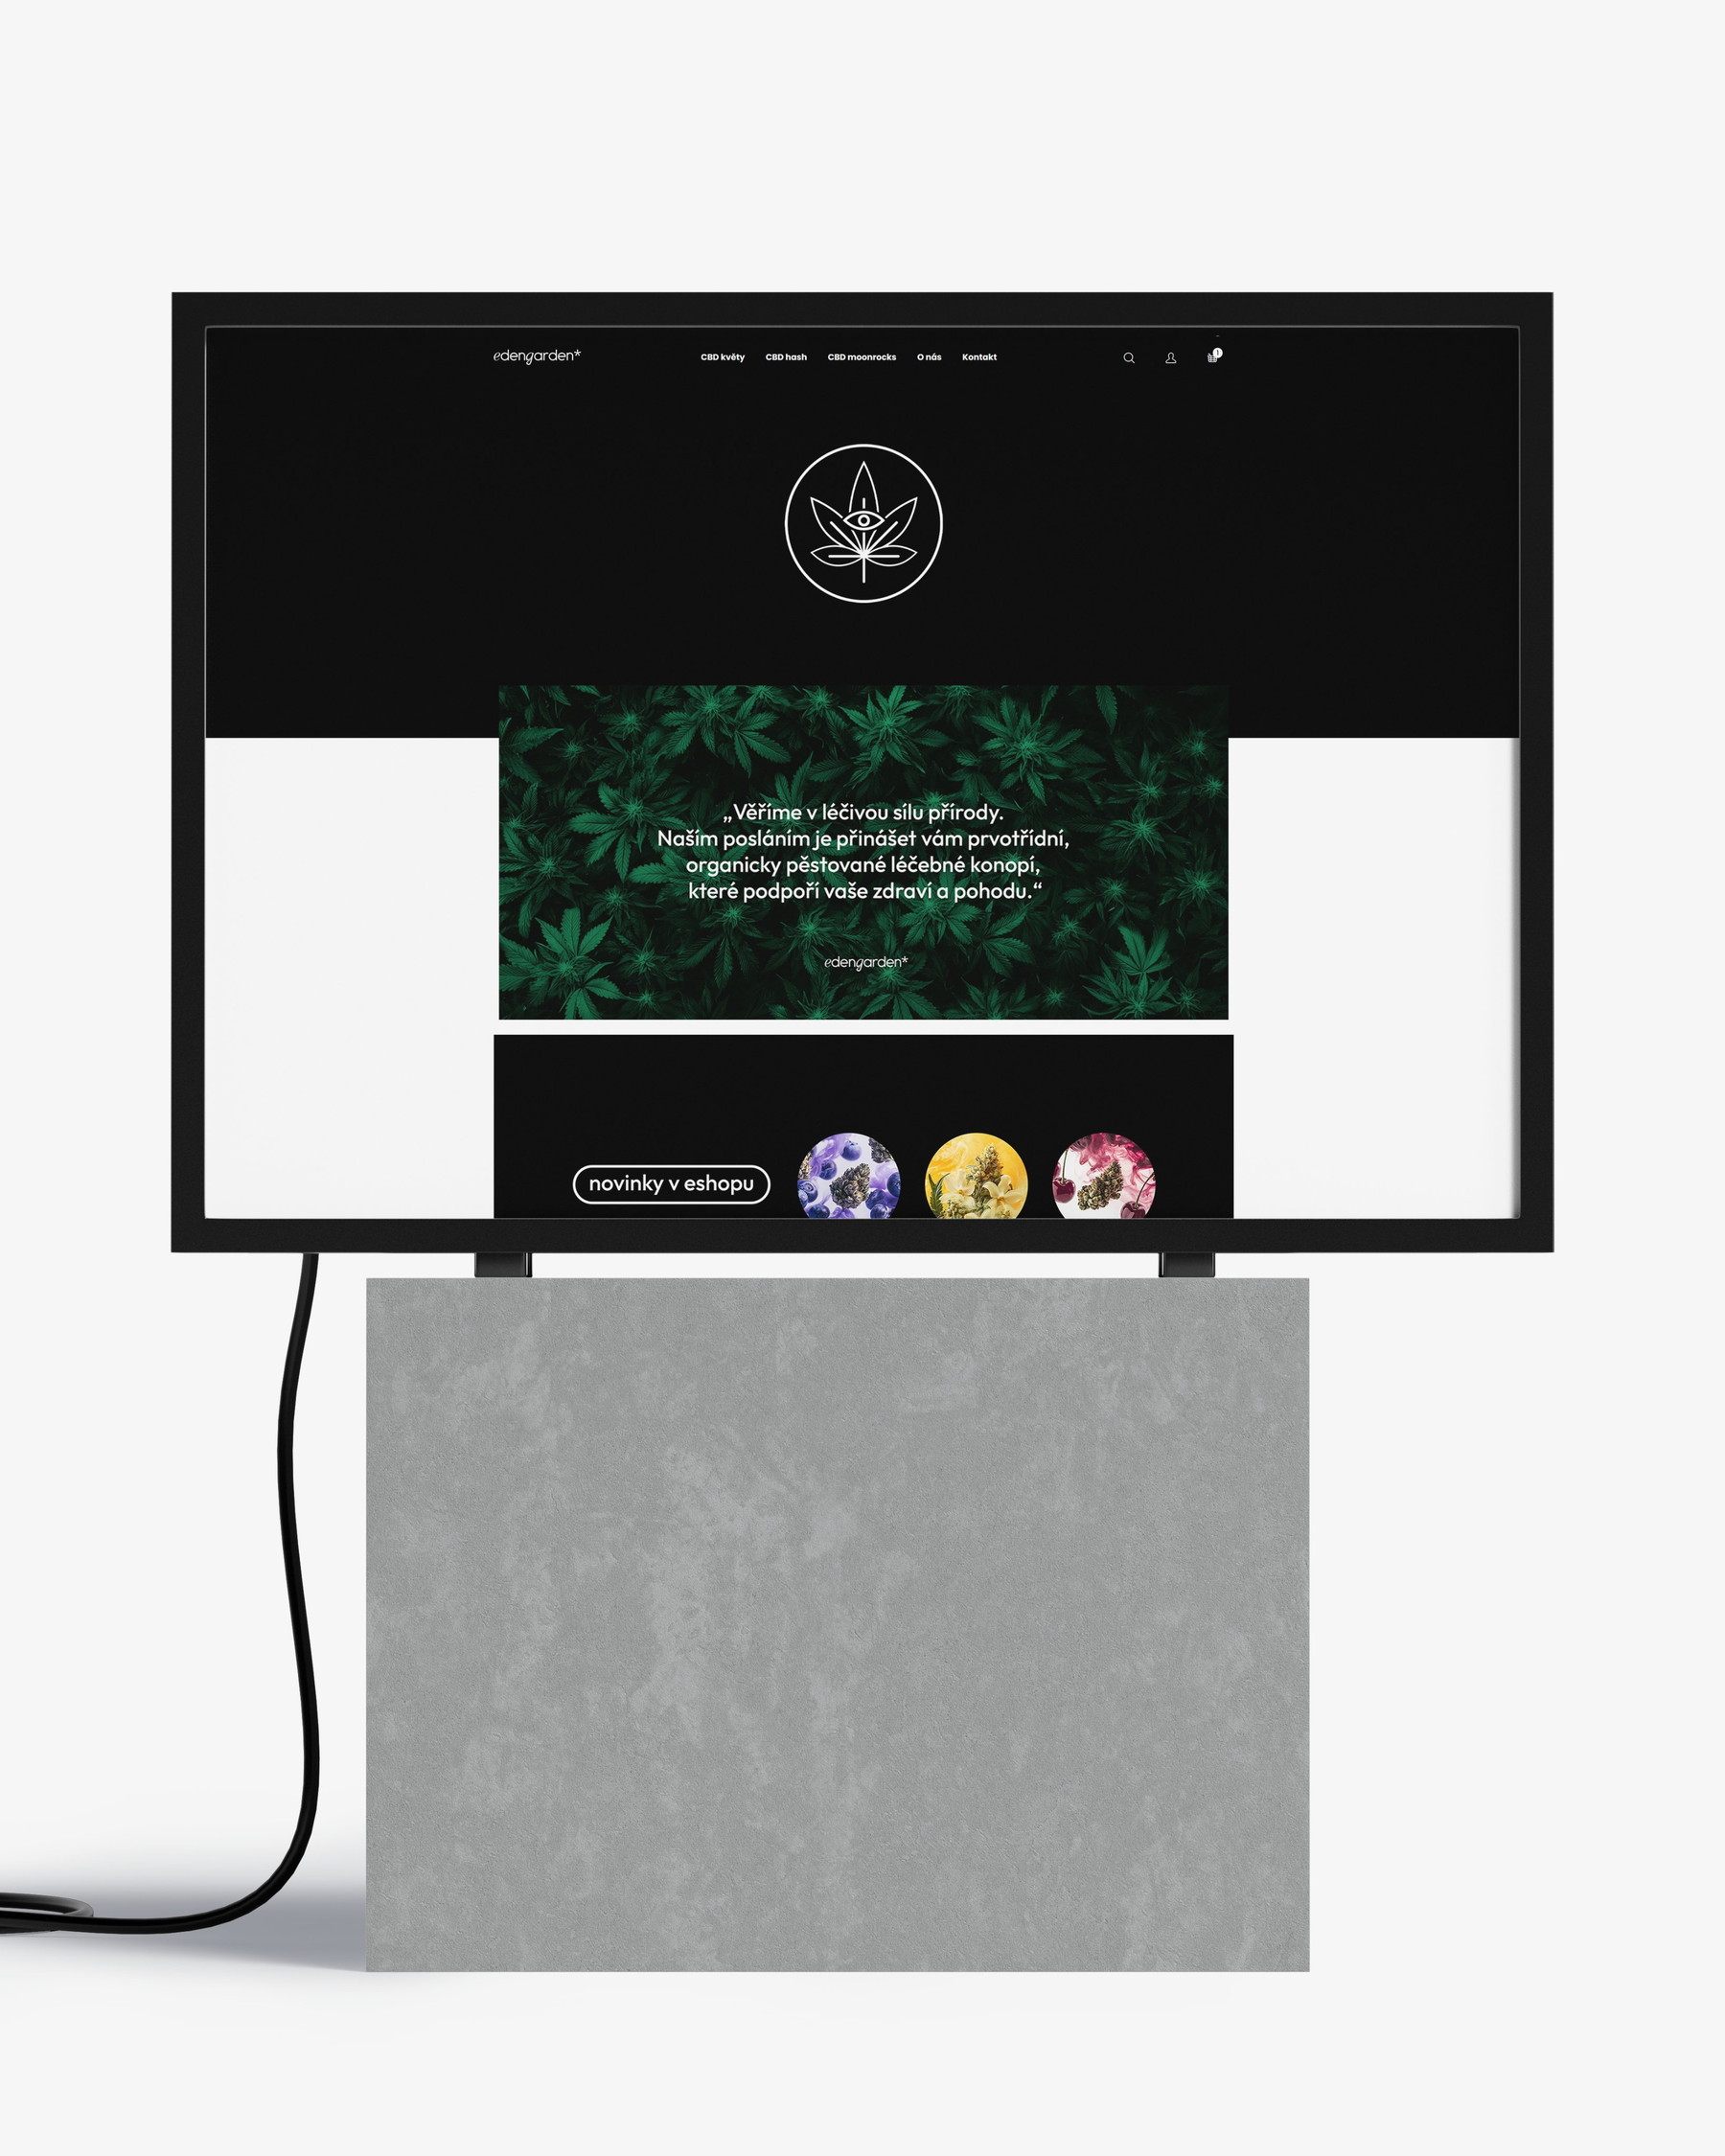 edengarden*
CBD květy CBD hash CBD moonrocks O nás Kontakt
1
„Věříme v léčivou sílu přírody.
Naším posláním je přinášet vám prvotřídní,
organicky pěstované léčebné konopí,
které podpoří vaše zdraví a pohodu.“
edengarden*
novinky v eshopu